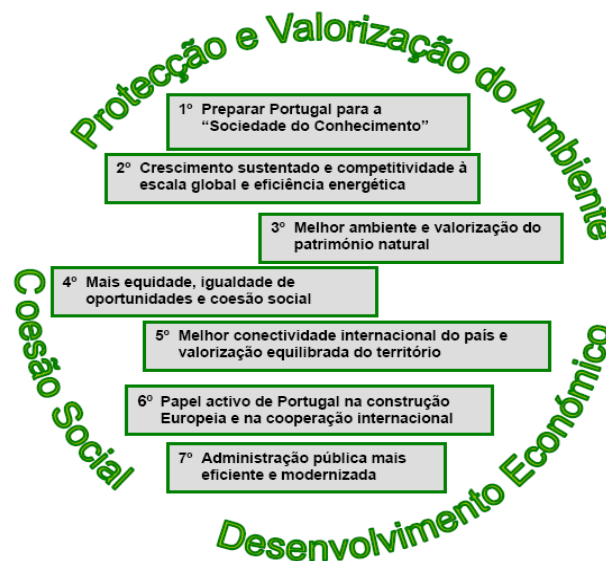 Protecção e Valorização do Ambiente
1º Preparar Portugal para a
“Sociedade do Conhecimento”
2º Crescimento sustentado e competitividade à
escala global e eficiência energética
3º Melhor ambiente e valorização do
património natural
4º Mais equidade, igualdade de
oportunidades e coesão social
5º Melhor conectividade internacional do país e
valorização equilibrada do território
6º Papel activo de Portugal na construção
Europeia e na cooperação internacional
7º Administração pública mais
eficiente e modernizada
Coesão Social
Desenvolvimento Económico